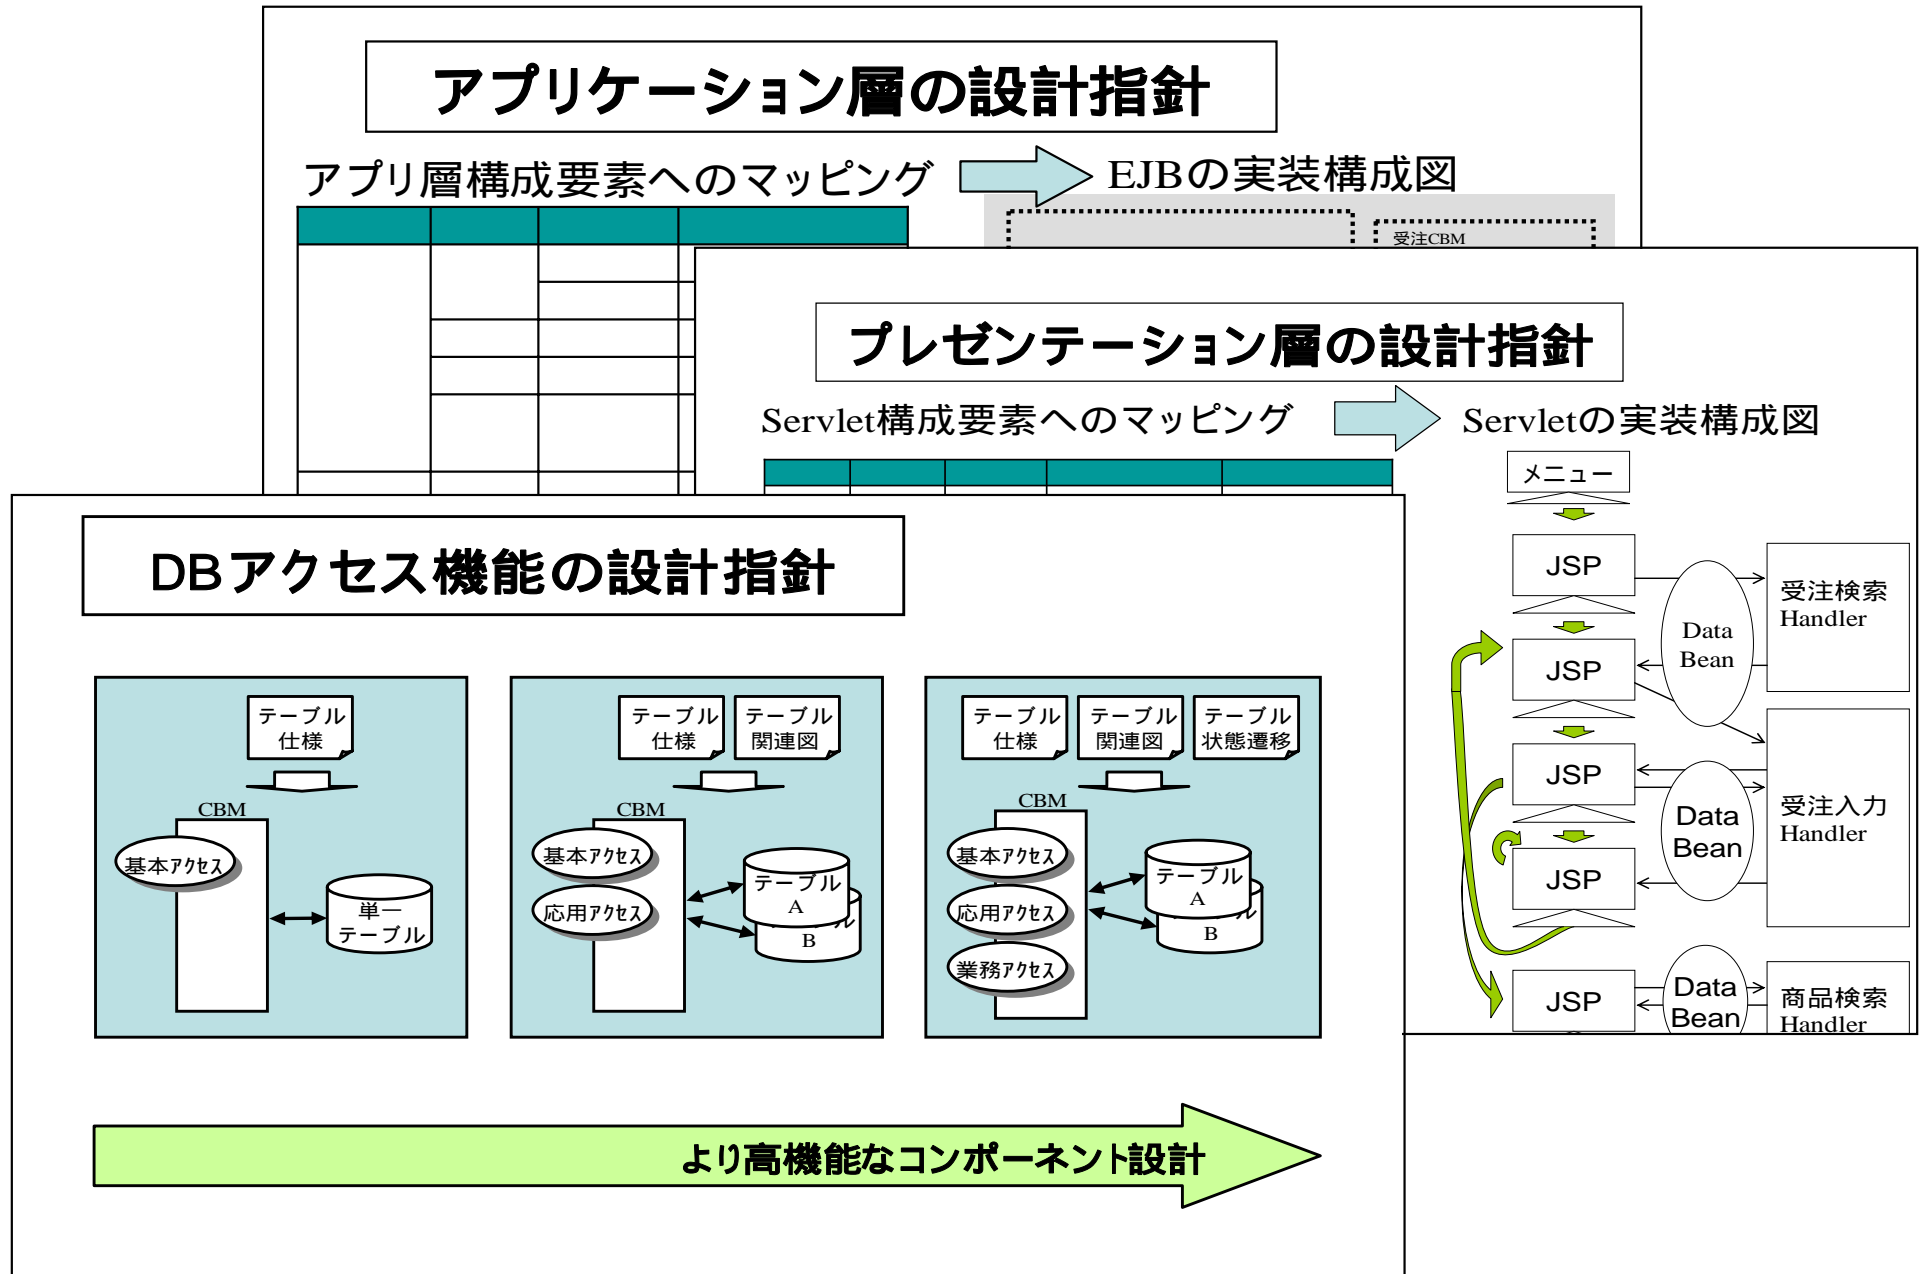 アプリケーション層の設計指針
アプリ層構成要素へのマッピング
EJBの実装構成図
受注CBM
プレゼンテーション層の設計指針
Servlet構成要素へのマッピング
Servletの実装構成図
メニュー
JSP
JSP
JSP
JSP
JSP
Data
Bean
Data
Bean
Data
Bean
受注検索
Handler
受注入力
Handler
商品検索
Handler
DBアクセス機能の設計指針
テーブル
仕様
CBM
基本アクセス
単一
テーブル
テーブル
仕様
テーブル
関連図
CBM
基本アクセス
応用アクセス
テーブル
A
B
テーブル
仕様
テーブル
関連図
テーブル
状態遷移
CBM
基本アクセス
応用アクセス
業務アクセス
テーブル
A
B
より高機能なコンポーネント設計